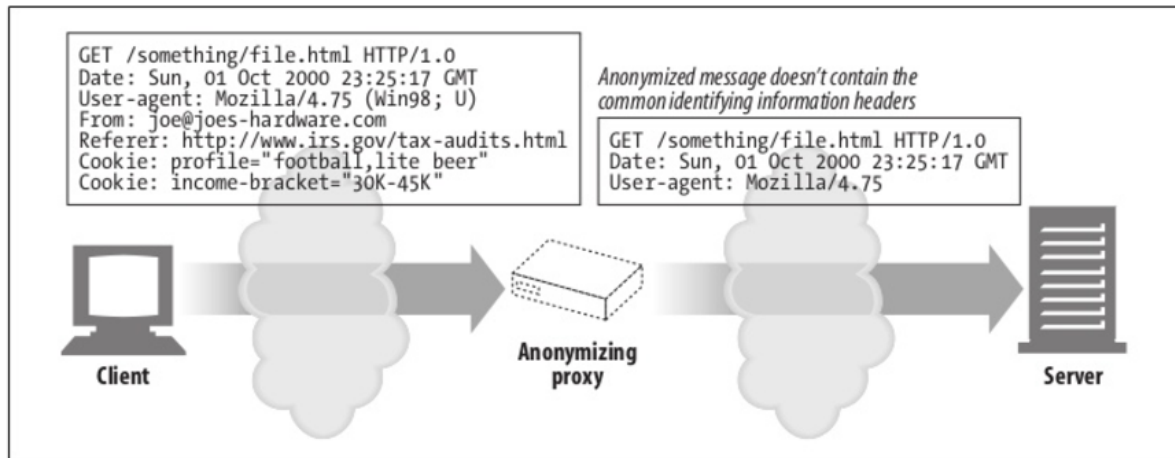 GET /something/file.html HTTP/1.0
Date: Sun, 01 Oct 2000 23:25:17 GMT
User-agent: Mozilla/4.75 (Win98; U)
From: joe@joes-hardware.com
Referer: http://www.irs.gov/tax-audits.html
Cookie: profile="football,lite beer"
Cookie: income-bracket="30K-45K"
Anonymized message doesn't contain the
common identifying information headers
GET /something/file.html HTTP/1.0
Date: Sun, 01 Oct 2000 23:25:17 GMT
User-agent: Mozilla/4.75
Client
Anonymizing
proxy
Server